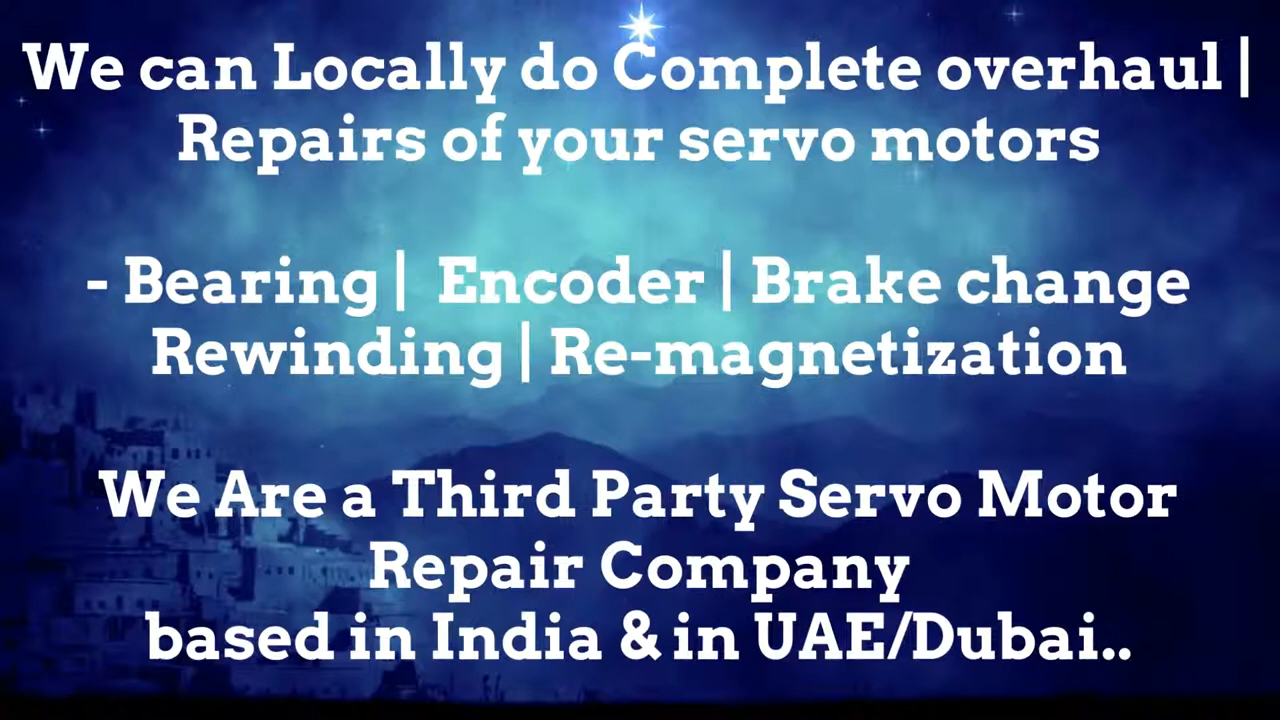 We can Locally do Complete overhaul |
Repairs of your servo motors
- Bearing | Encoder | Brake change
Rewinding | Re-magnetization
We Are a Third Party Servo Motor
Repair Company
based in India & in UAE/Dubai..